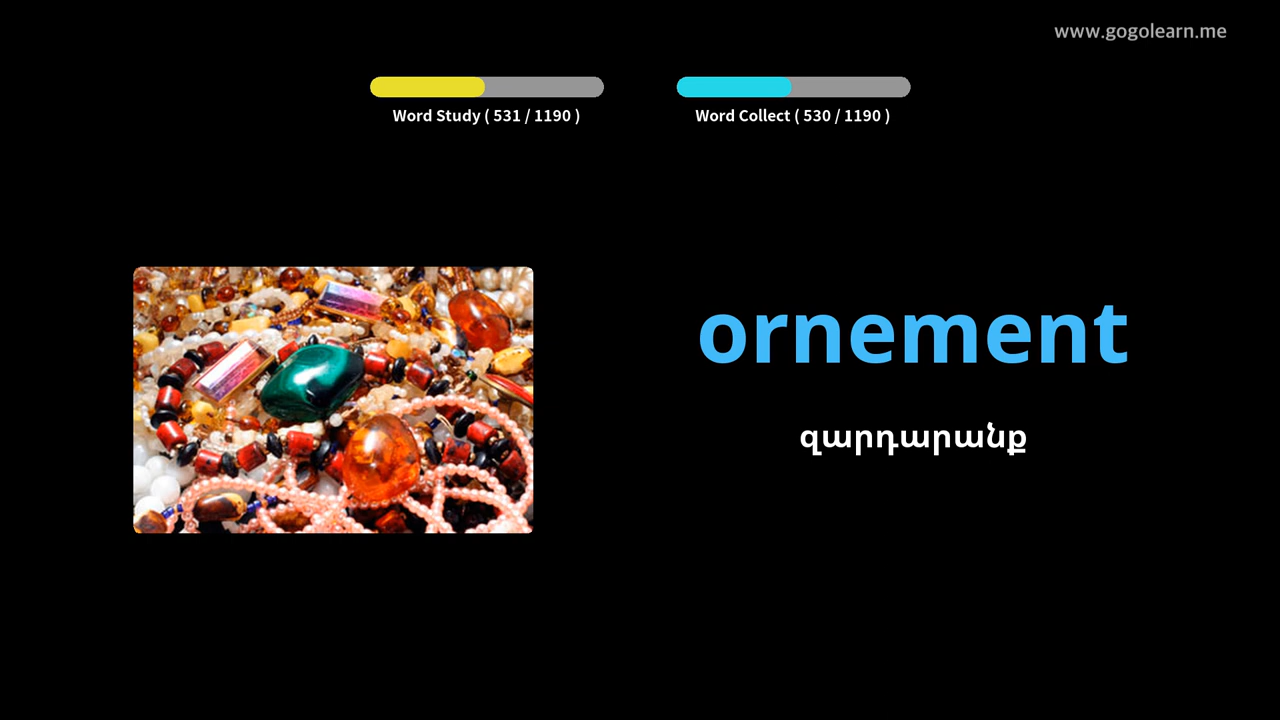 www.gogolearn.me
Word Study ( 531 / 1190 )
Word Collect ( 530 / 1190 )
ornement
զարդարանք